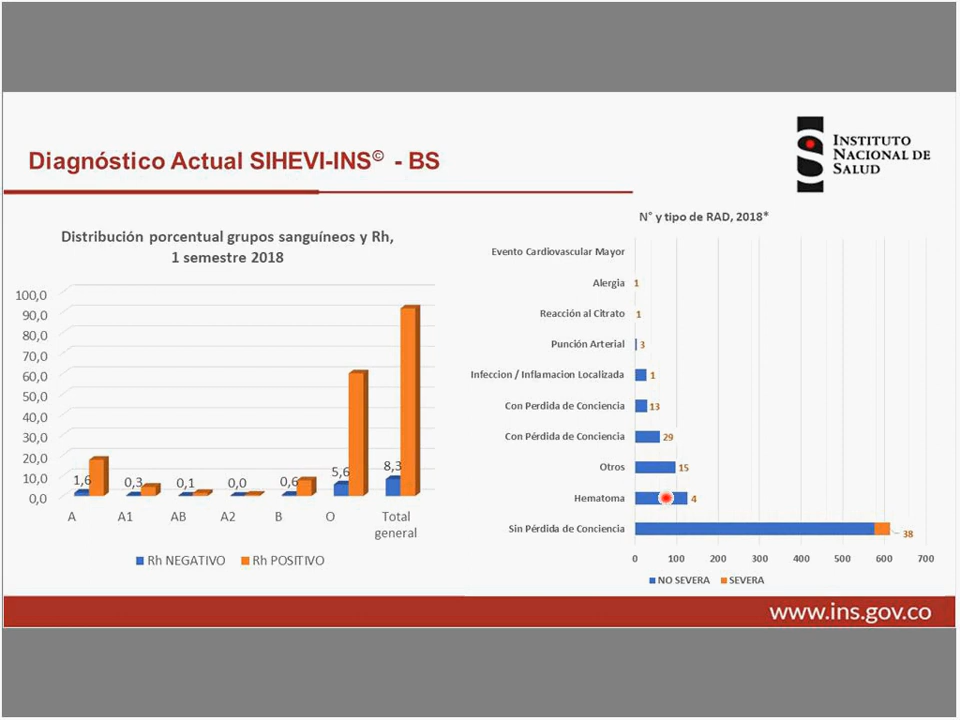 Diagnóstico Actual SIHEVI-INS© - BS
INSTITUTO
NACIONAL DE
SALUD
Distribución porcentual grupos sanguíneos y Rh,
1 semestre 2018
100,0
90,0
80,0
70,0
60,0
50,0
40,0
30,0
20,0
10,0
0,0
1,6
0,3
0,1
0,0
0,6
5,6
8,3
A A1 AB A2 B O Total
general
Rh NEGATIVO Rh POSITIVO
N° y tipo de RAD, 2018*
Evento Cardiovascular Mayor
Alergia 1
Reacción al Citrato 1
Punción Arterial 3
Infeccion / Inflamacion Localizada 1
Con Perdida de Conciencia 13
Con Pérdida de Conciencia 29
Otros 15
Hematoma 4
Sin Pérdida de Conciencia 38
0 100 200 300 400 500 600 700
NO SEVERA SEVERA
www.ins.gov.co